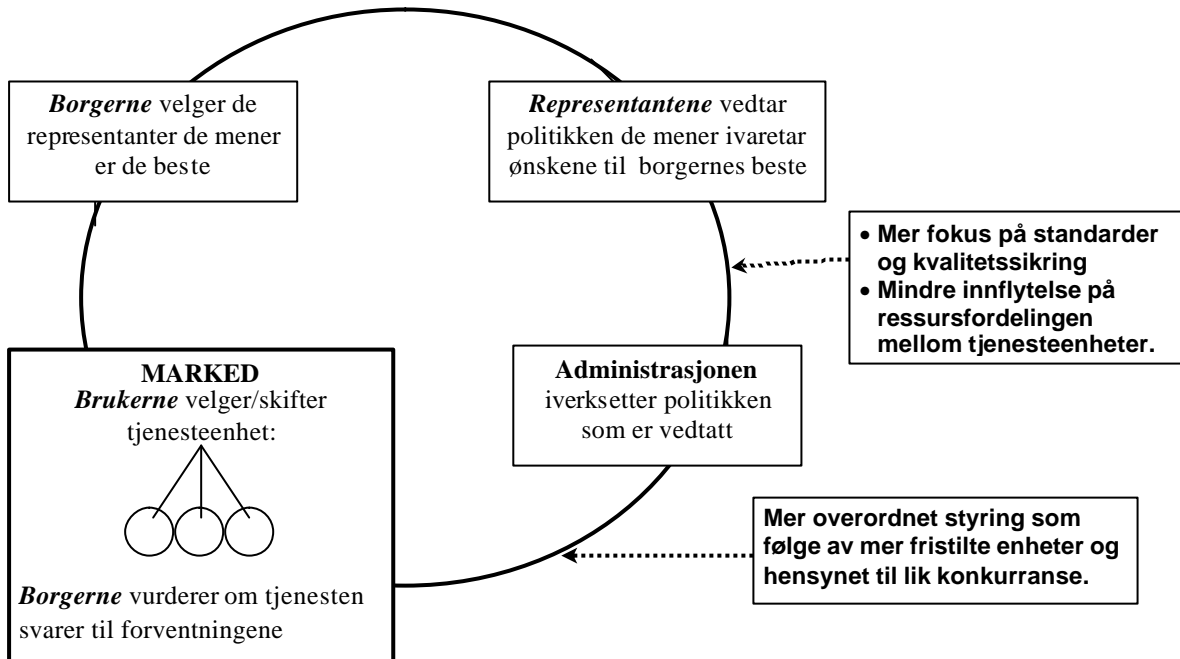 Borgerne velger de
representanter de mener
er de beste
Representantene vedtar
politikken de mener ivaretar
ønskene til borgernes beste
• Mer fokus på standarder
og kvalitetssikring
• Mindre innflytelse på
ressursfordelingen
mellom tjenesteenheter.
MARKED
Brukerne velger/skifter
tjenesteenhet:
Borgerne vurderer om tjenesten
svarer til forventningene
Administrasjonen
iverksetter politikken
som er vedtatt
Mer overordnet styring som
følge av mer fristilte enheter og
hensynet til lik konkurranse.